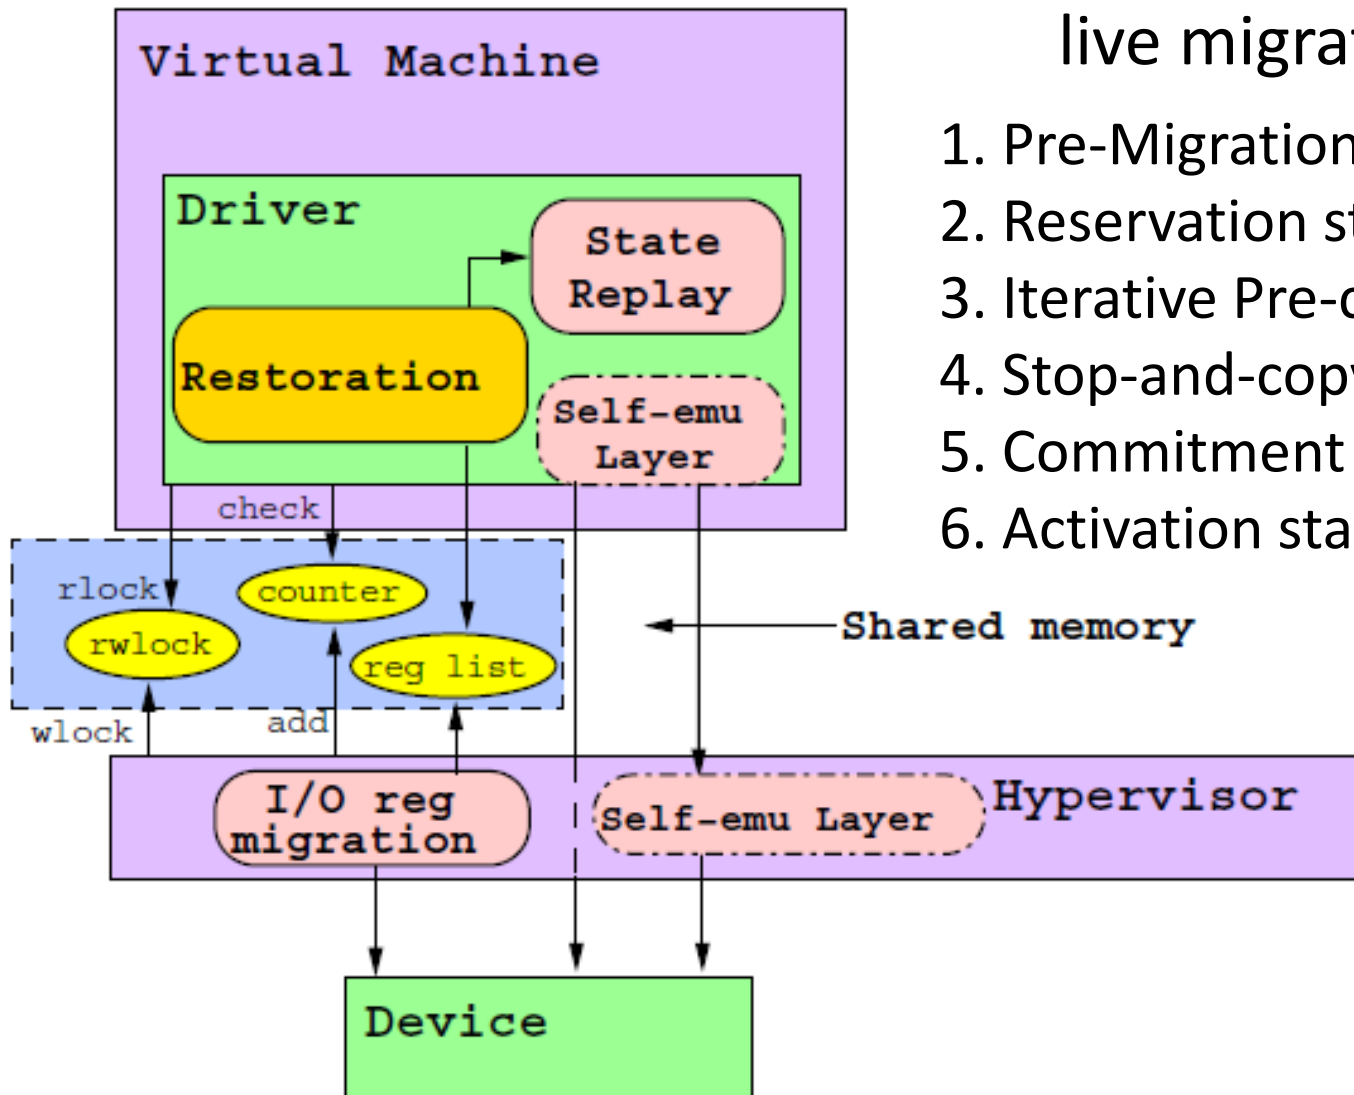 Virtual Machine
Driver
State
Replay
Restoration
Self-emu
Layer
check
rlock
counter
rwlock
reg list
Shared memory
wlock
add
I/O reg
migration
Self-emu Layer
Hypervisor
Device
live migra
1. Pre-Migration
2. Reservation st
3. Iterative Pre-
4. Stop-and-cop
5. Commitment
6. Activation sta